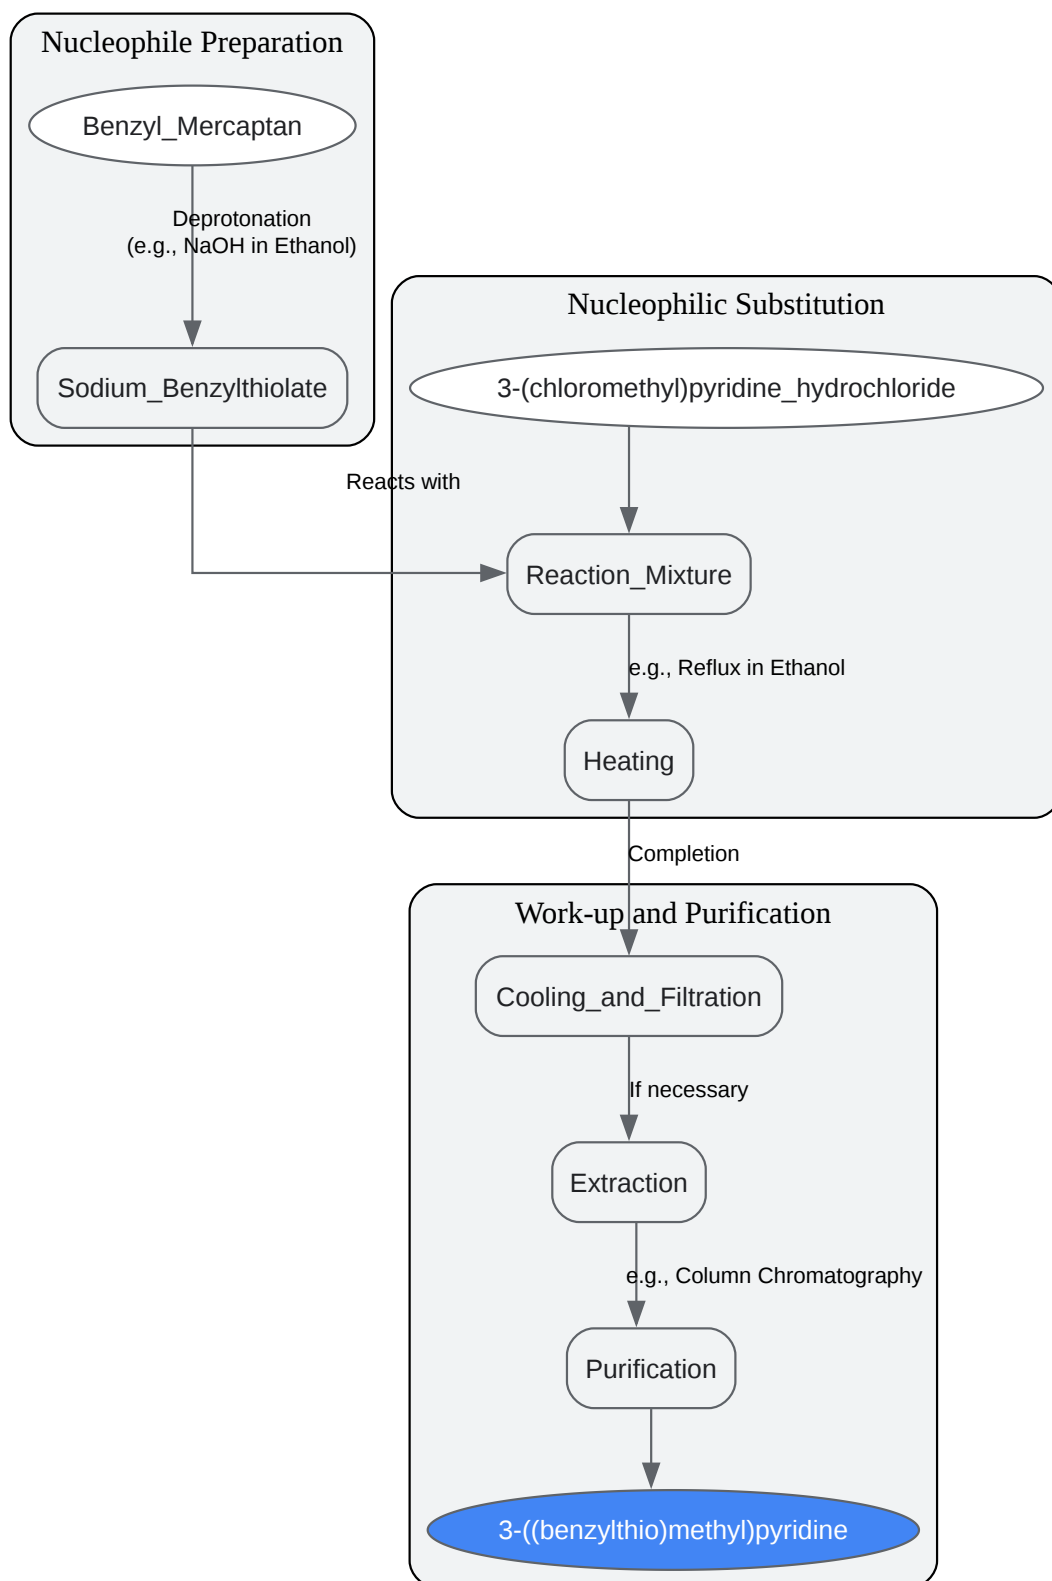 Nucleophile Preparation
Benzyl_Mercaptan
Deprotonation
(e.g., NaOH in Ethanol)
Sodium_Benzylthiolate
Nucleophilic Substitution
3-(chloromethyl)pyridine_hydrochloride
Reacts with
Reaction_Mixture
e.g., Reflux in Ethanol
Heating
Completion
Work-up and Purification
Cooling_and_Filtration
If necessary
Extraction
e.g., Column Chromatography
Purification
3-((benzylthio)methyl)pyridine